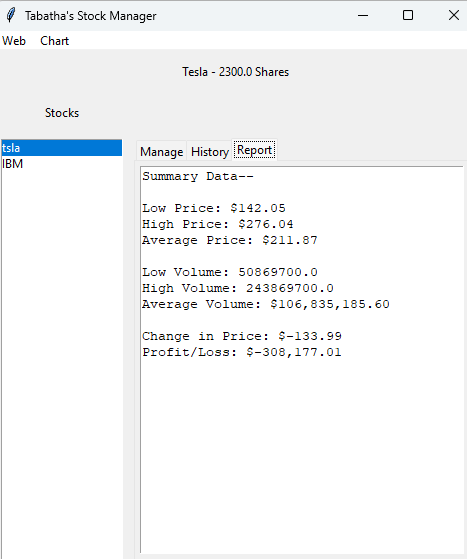 Tabatha's Stock Manager
Web Chart
Tesla - 2300.0 Shares
Stocks
tsla
IBM
Manage History Report
Summary Data--
Low Price: $142.05
High Price: $276.04
Average Price: $211.87
Low Volume: 50869700.0
High Volume: 243869700.0
Average Volume: $106,835,185.60
Change in Price: $-133.99
Profit/Loss: $-308,177.01